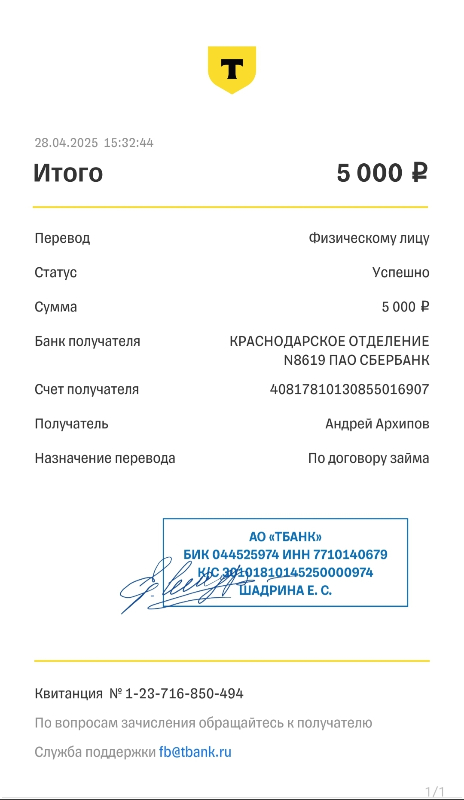 Т
28.04.2025 15:32:44
Итого 5 000 ₽
Перевод Физическому лицу
Статус Успешно
Сумма 5 000 ₽
Банк получателя КРАСНОДАРСКОЕ ОТДЕЛЕНИЕ
N8619 ПАО СБЕРБАНК
Счет получателя 40817810130855016907
Получатель Андрей Архипов
Назначение перевода По договору займа
АО «ТБАНК»
БИК 044525974 ИНН 7710140679
К/С 30101810145250000974
ШАДРИНА Е. С.
Квитанция № 1-23-716-850-494
По вопросам зачисления обращайтесь к получателю
Служба поддержки fb@tbank.ru
1/1